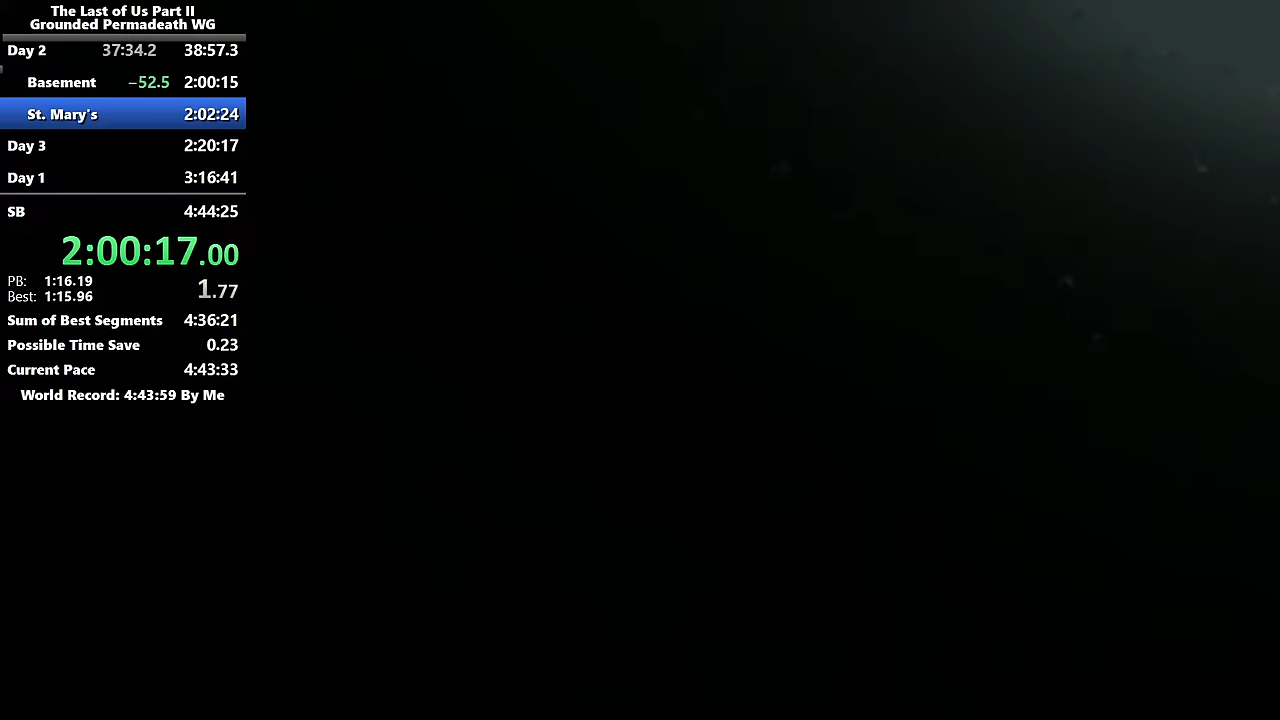 The Last of Us Part II
Grounded Permadeath WG
Day 2 37:34.2 38:57.3
Basement −52.5 2:00:15
St. Mary's 2:02:24
Day 3 2:20:17
Day 1 3:16:41
SB 4:44:25
2:00:17.00
PB: 1:16.19
Best: 1:15.96
1.77
Sum of Best Segments 4:36:21
Possible Time Save 0.23
Current Pace 4:43:33
World Record: 4:43:59 By Me